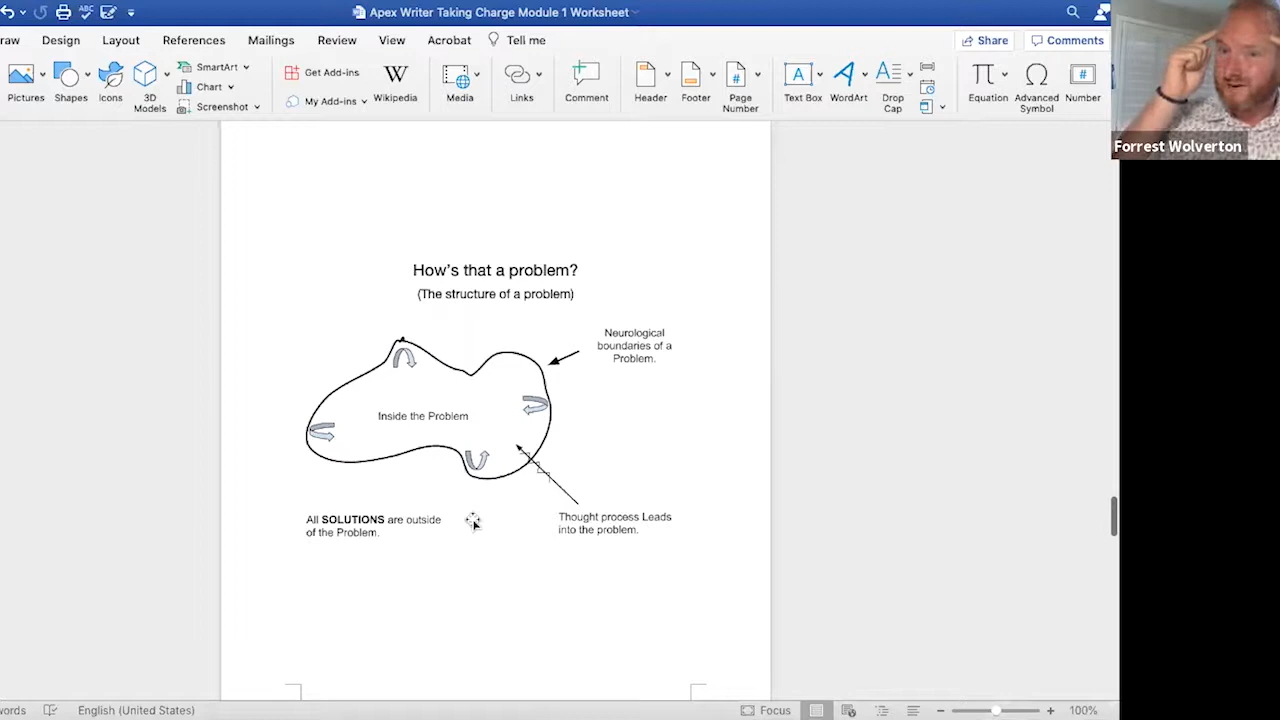 Apex Writer Taking Charge Module 1 Worksheet
raw Design Layout References Mailings Review View Acrobat Tell me Share Comments
Pictures Shapes Icons 3D Models SmartArt Chart Screenshot Get Add-ins My Add-ins Wikipedia Media Links Comment Header Footer Page Number Text Box WordArt Drop Cap Equation Advanced Symbol Number
Forrest Wolverton
How's that a problem?
(The structure of a problem)
Neurological
boundaries of a
Problem.
Inside the Problem
All SOLUTIONS are outside
of the Problem.
Thought process Leads
into the problem.
words English (United States) Focus 100%